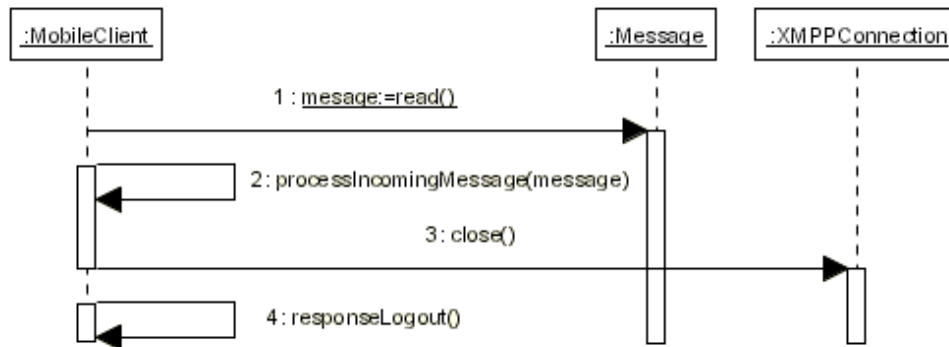 :MobileClient
:Message
:XMPPConnection
1 : mesage:=read()
2: processIncomingMessage(message)
3 : close()
4 : responseLogout()